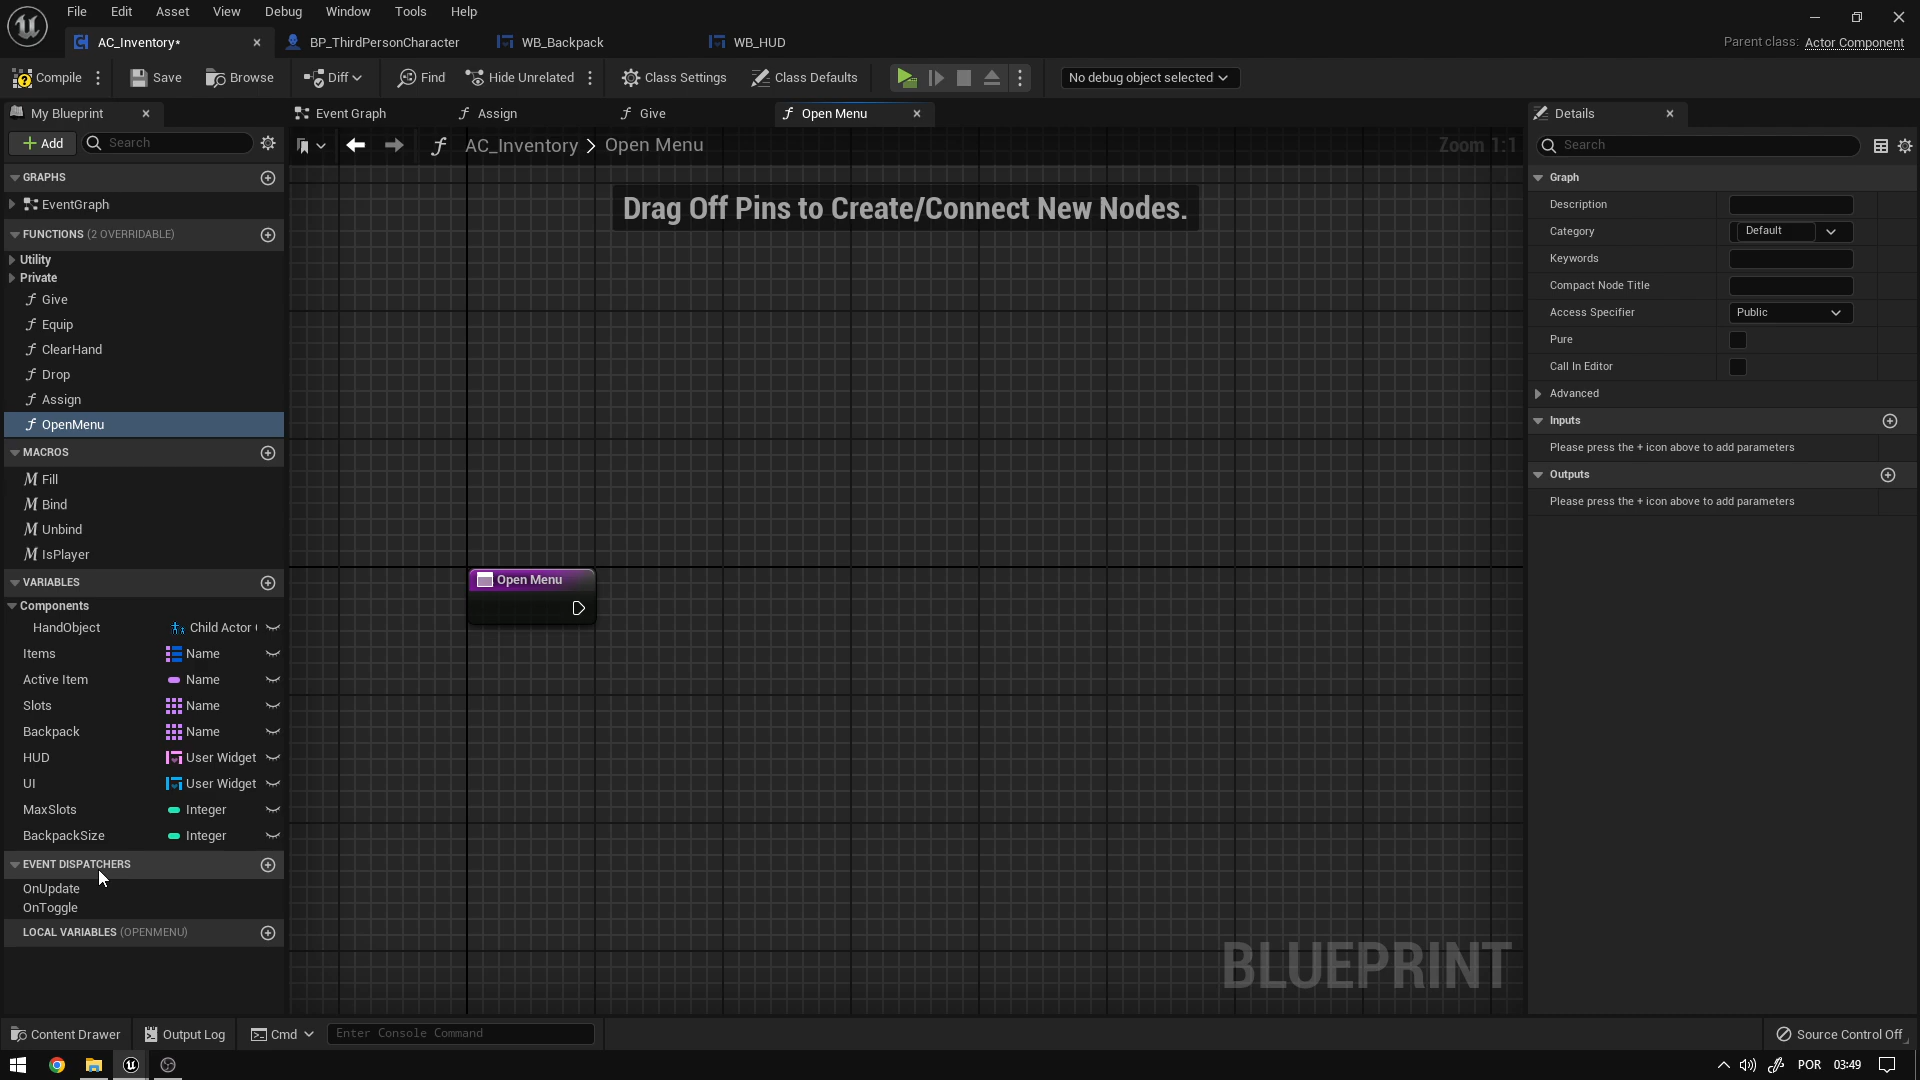 File Edit Asset View Debug Window Tools Help
AC_Inventory* BP_ThirdPersonCharacter WB_Backpack WB_HUD
Parent class: Actor Component
Compile Save Browse Diff Find Hide Unrelated Class Settings Class Defaults No debug object selected
My Blueprint
Event Graph Assign Give Open Menu
Details
Add Search
AC_Inventory > Open Menu
Zoom 1:1
Search
Drag Off Pins to Create/Connect New Nodes.
GRAPHS
EventGraph
FUNCTIONS (2 OVERRIDABLE)
Utility
Private
Give
Equip
ClearHand
Drop
Assign
OpenMenu
MACROS
Fill
Bind
Unbind
IsPlayer
VARIABLES
Components
HandObject Child Actor
Items Name
Active Item Name
Slots Name
Backpack Name
HUD User Widget
UI User Widget
MaxSlots Integer
BackpackSize Integer
EVENT DISPATCHERS
OnUpdate
OnToggle
LOCAL VARIABLES (OPENMENU)
Open Menu
BLUEPRINT
Graph
Description
Category Default
Keywords
Compact Node Title
Access Specifier Public
Pure
Call In Editor
Advanced
Inputs
Please press the + icon above to add parameters
Outputs
Please press the + icon above to add parameters
Content Drawer Output Log Cmd Enter Console Command Source Control Off
POR 03:49